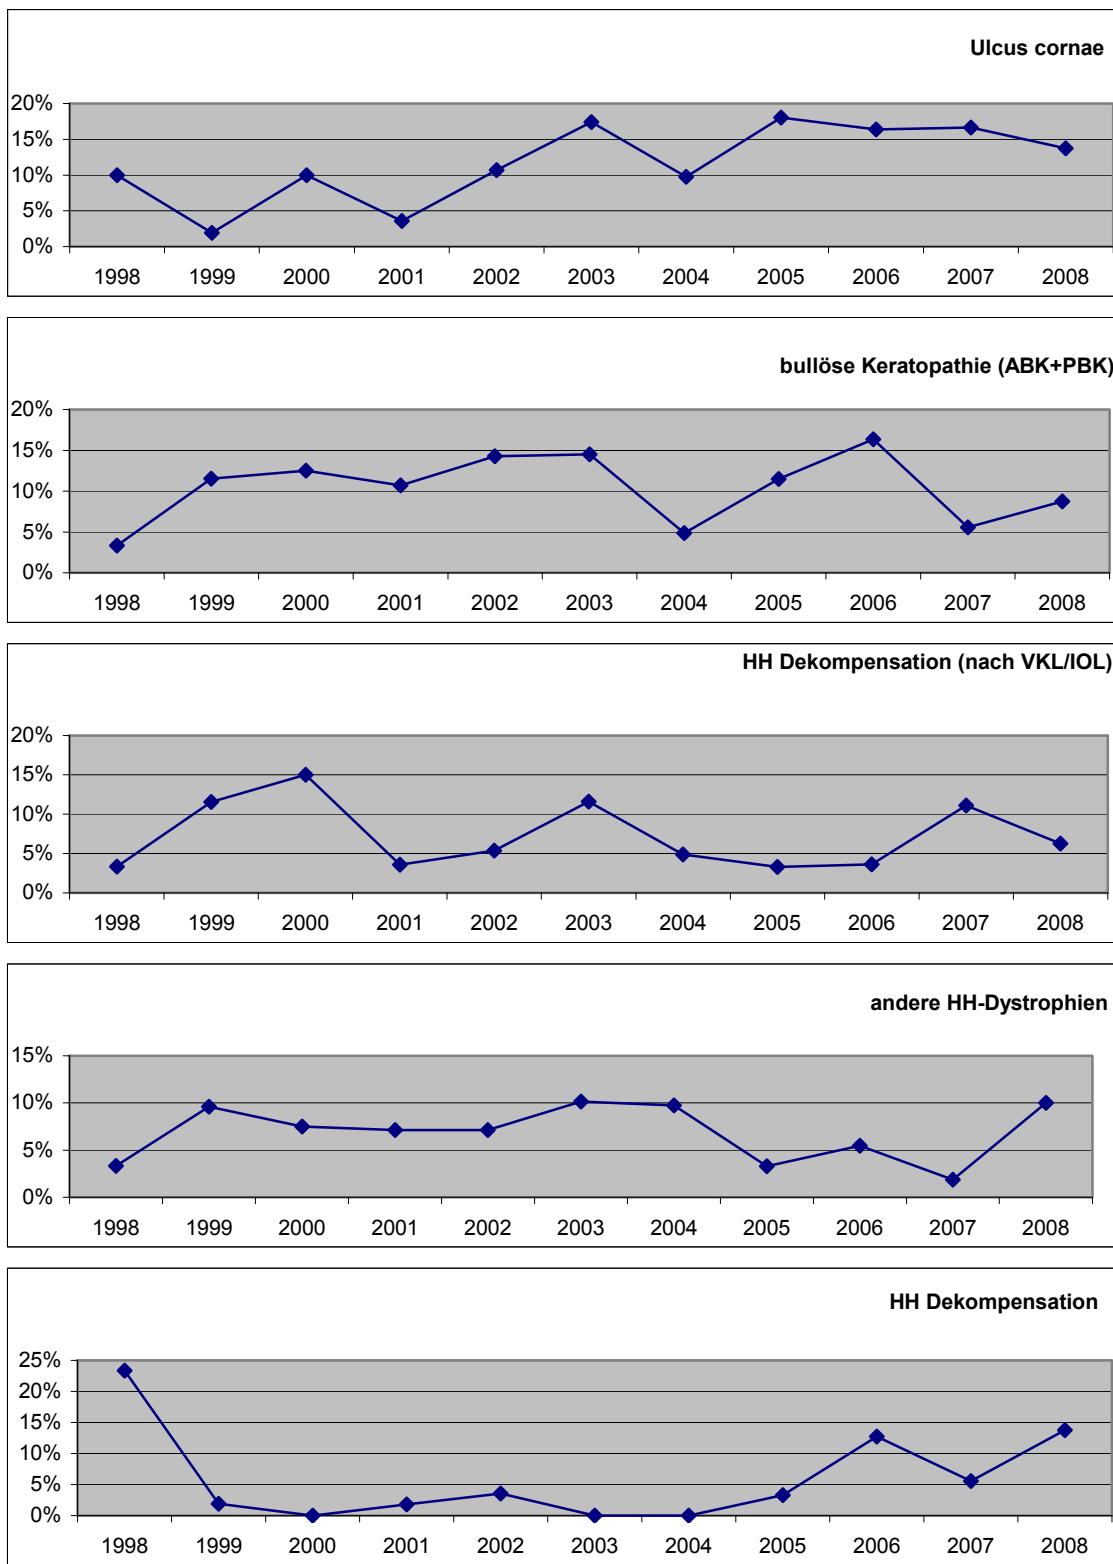 Ulcus cornae
20%
15%
10%
5%
0%
1998 1999 2000 2001 2002 2003 2004 2005 2006 2007 2008
bullöse Keratopathie (ABK+PBK)
20%
15%
10%
5%
0%
1998 1999 2000 2001 2002 2003 2004 2005 2006 2007 2008
HH Dekompensation (nach VKL/IOL)
20%
15%
10%
5%
0%
1998 1999 2000 2001 2002 2003 2004 2005 2006 2007 2008
andere HH-Dystrophien
15%
10%
5%
0%
1998 1999 2000 2001 2002 2003 2004 2005 2006 2007 2008
HH Dekompensation
25%
20%
15%
10%
5%
0%
1998 1999 2000 2001 2002 2003 2004 2005 2006 2007 2008